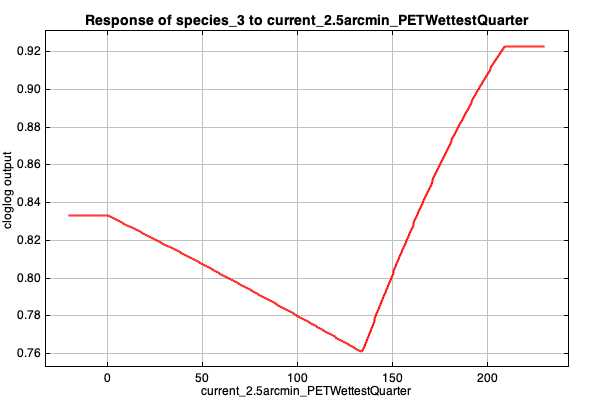 Response of species_3 to current_2.5arcmin_PETWettestQuarter
0.92
0.90
0.88
0.86
0.84
0.82
0.80
0.78
0.76
cloglog output
0 50 100 150 200
current_2.5arcmin_PETWettestQuarter